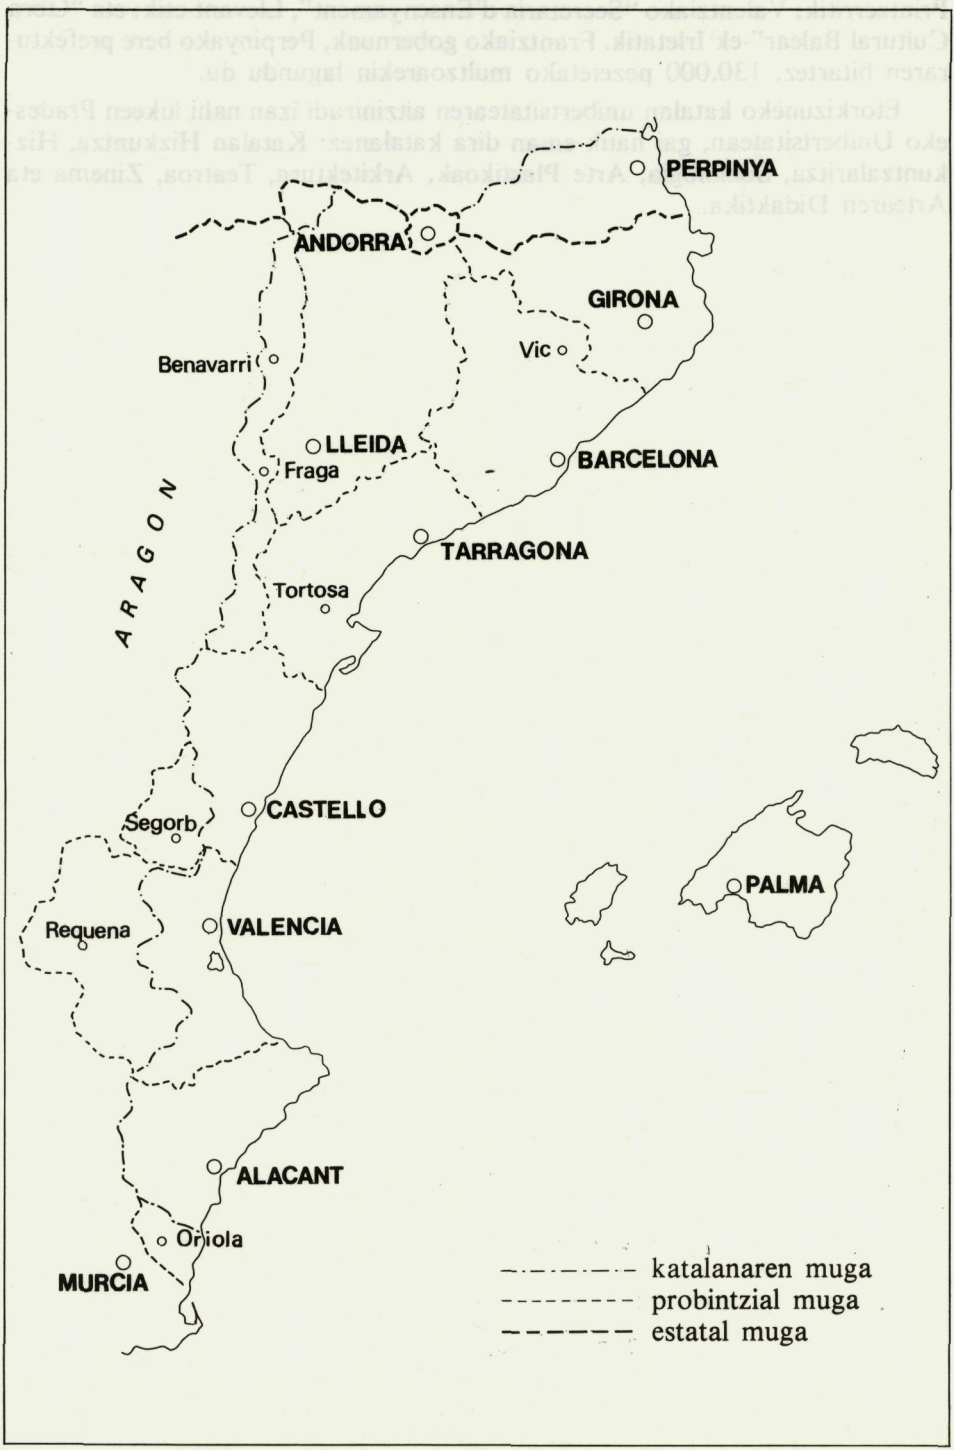 PERPINYA
ANDORRA
GIRONA
Vic
Benavarri
LLEIDA
BARCELONA
Fraga
ARAGON
TARRAGONA
Tortosa
CASTELLO
Segorb
PALMA
VALENCIA
Requena
ALACANT
Oriola
MURCIA
katalanaren muga
probintzial muga
estatal muga